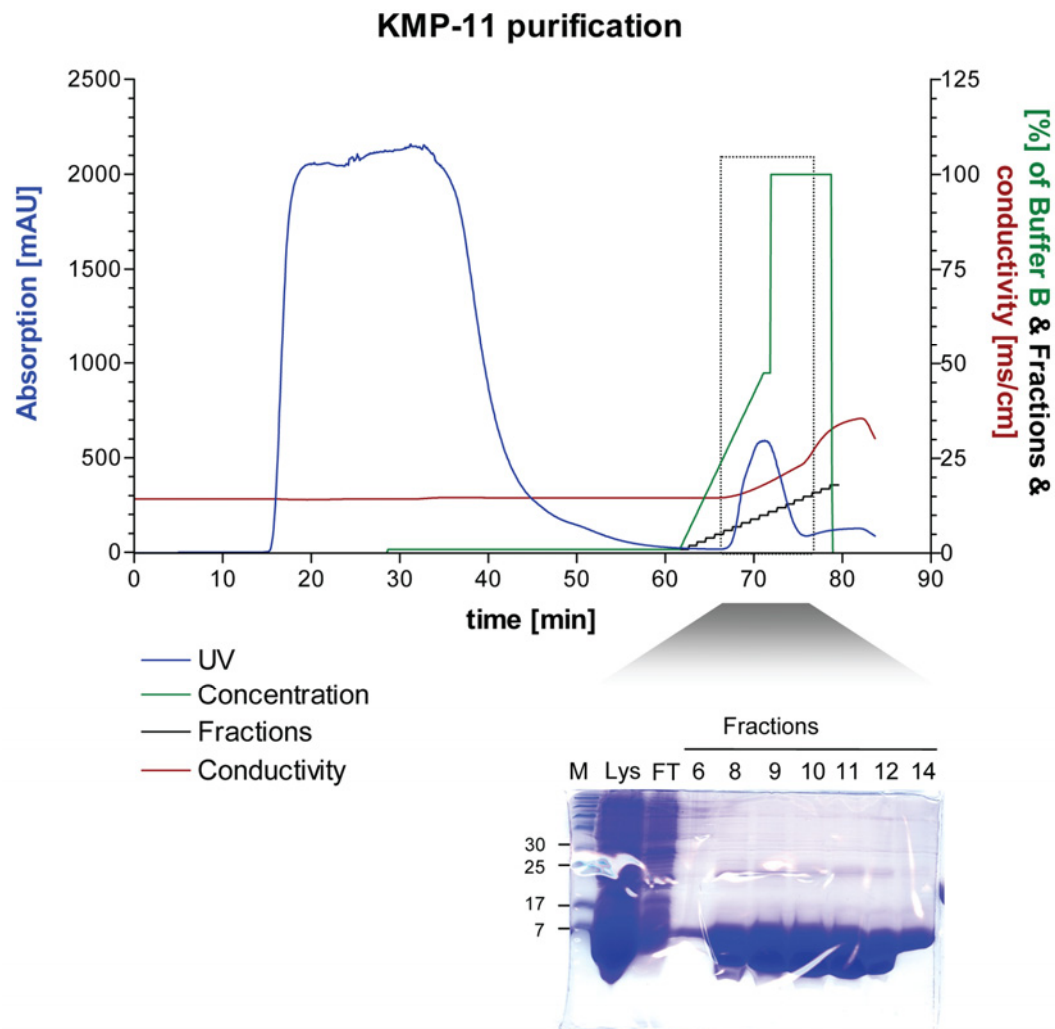 KMP-11 purification
2500
2000
1500
1000
500
0
Absorption [mAU]
125
100
75
50
25
0
[%] of Buffer B & Fractions &
conductivity [ms/cm]
0 10 20 30 40 50 60 70 80 90
time [min]
UV
Concentration
Fractions
Conductivity
Fractions
M Lys FT 6 8 9 10 11 12 14
30
25
17
7